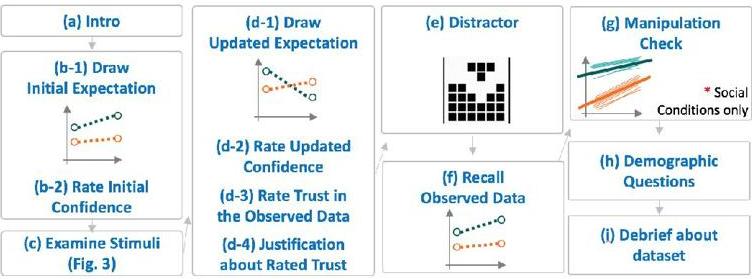 (a) Intro
(b-1) Draw
Initial Expectation
(b-2) Rate Initial
Confidence
(c) Examine Stimuli
(Fig. 3)
(d-1) Draw
Updated Expectation
(d-2) Rate Updated
Confidence
(d-3) Rate Trust in
the Observed Data
(d-4) Justification
about Rated Trust
(e) Distractor
(f) Recall
Observed Data
(g) Manipulation
Check
* Social
Conditions only
(h) Demographic
Questions
(i) Debrief about
dataset